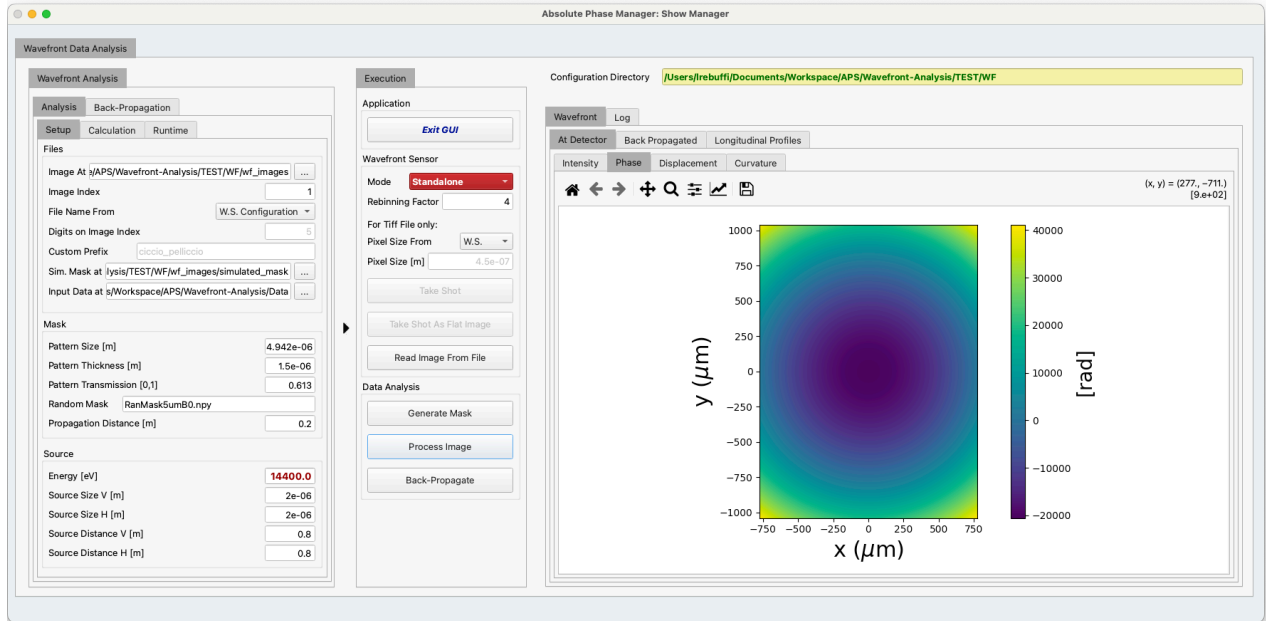 Absolute Phase Manager: Show Manager
Wavefront Data Analysis
Wavefront Analysis
Analysis Back-Propagation
Setup Calculation Runtime
Files
Image At e/APS/Wavefront-Analysis/TEST/WF/wf_images ...
Image Index 1
File Name From W.S. Configuration
Digits on Image Index 5
Custom Prefix ciccio_pelliccio
Sim. Mask at lysis/TEST/WF/wf_images/simulated_mask ...
Input Data at s/Workspace/APS/Wavefront-Analysis/Data ...
Mask
Pattern Size [m] 4.942e-06
Pattern Thickness [m] 1.5e-06
Pattern Transmission [0,1] 0.613
Random Mask RanMask5umB0.npy
Propagation Distance [m] 0.2
Source
Energy [eV] 14400.0
Source Size V [m] 2e-06
Source Size H [m] 2e-06
Source Distance V [m] 0.8
Source Distance H [m] 0.8
Execution
Application
Exit GUI
Wavefront Sensor
Mode Standalone
Rebinning Factor 4
For Tiff File only:
Pixel Size From W.S.
Pixel Size [m] 4.5e-07
Take Shot
Take Shot As Flat Image
Read Image From File
Data Analysis
Generate Mask
Process Image
Back-Propagate
Configuration Directory /Users/lrebuffi/Documents/Workspace/APS/Wavefront-Analysis/TEST/WF
Wavefront Log
At Detector Back Propagated Longitudinal Profiles
Intensity Phase Displacement Curvature
(x, y) = (277., −711.)
[9.e+02]
1000
750
500
250
0
−250
−500
−750
−1000
y (μm)
−750 −500 −250 0 250 500 750
x (μm)
40000
30000
20000
10000
0
−10000
−20000
[rad]